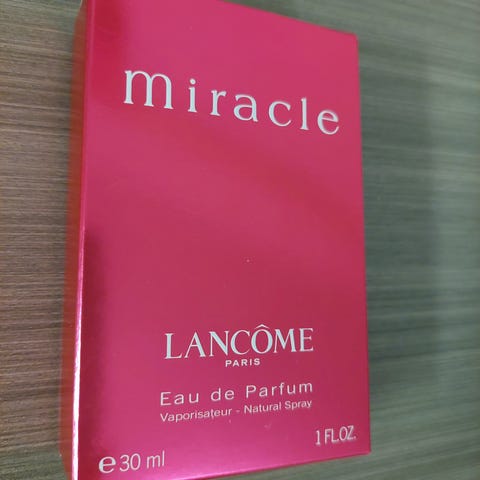 miracle
LANCÔME
PARIS
Eau de Parfum
Vaporisateur - Natural Spray
1 FL.OZ.
℮30 ml